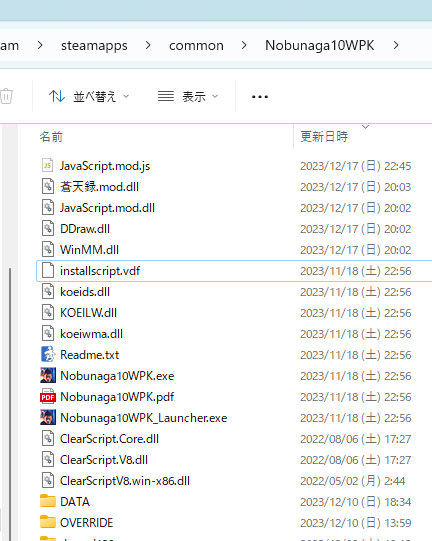 am > steamapps > common > Nobunaga10WPK >
並べ替え 表示 ...
名前 更新日時
JavaScript.mod.js 2023/12/17 (日) 22:45
蒼天録.mod.dll 2023/12/17 (日) 20:03
JavaScript.mod.dll 2023/12/17 (日) 20:02
DDraw.dll 2023/12/17 (日) 20:02
WinMM.dll 2023/12/17 (日) 20:02
installscript.vdf 2023/11/18 (土) 22:56
koeids.dll 2023/11/18 (土) 22:56
KOEILW.dll 2023/11/18 (土) 22:56
koeiwma.dll 2023/11/18 (土) 22:56
Readme.txt 2023/11/18 (土) 22:56
Nobunaga10WPK.exe 2023/11/18 (土) 22:56
Nobunaga10WPK.pdf 2023/11/18 (土) 22:56
Nobunaga10WPK_Launcher.exe 2023/11/18 (土) 22:56
ClearScript.Core.dll 2022/08/06 (土) 17:27
ClearScript.V8.dll 2022/08/06 (土) 17:27
ClearScriptV8.win-x86.dll 2022/05/02 (月) 2:44
DATA 2023/12/10 (日) 18:34
OVERRIDE 2023/12/10 (日) 13:59